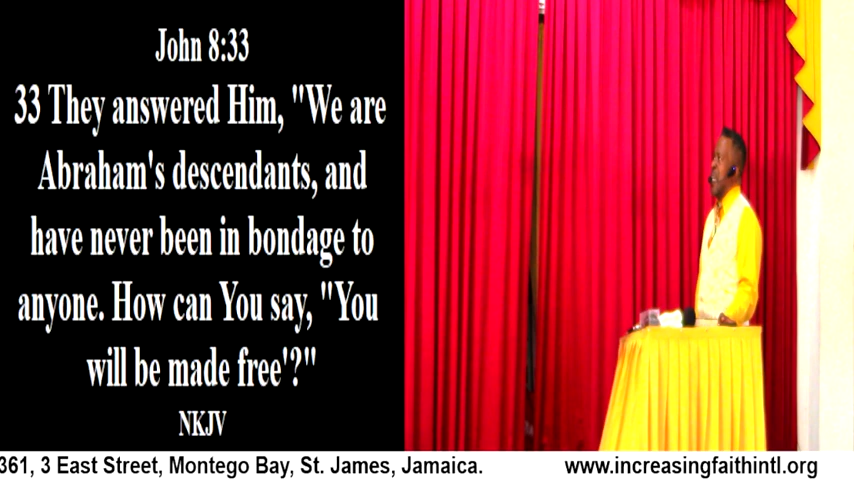 John 8:33
33 They answered Him, "We are
Abraham's descendants, and
have never been in bondage to
anyone. How can You say, "You
will be made free'?"
NKJV
361, 3 East Street, Montego Bay, St. James, Jamaica.
www.increasingfaithintl.org